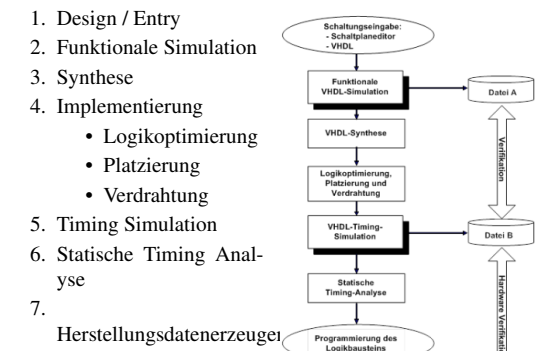 1. Design / Entry
2. Funktionale Simulation
3. Synthese
4. Implementierung
• Logikoptimierung
• Platzierung
• Verdrahtung
5. Timing Simulation
6. Statische Timing Anal-
yse
7.
Herstellungsdatenerzeuger
Schaltungseingabe:
- Schaltplaneditor
- VHDL
Funktionale
VHDL-Simulation
Datei A
VHDL-Synthese
Verifikation
Logikoptimierung,
Platzierung und
Verdrahtung
VHDL-Timing-
Simulation
Datei B
Statische
Timing-Analyse
Hardware Verifikation
Programmierung des
Logikbausteins